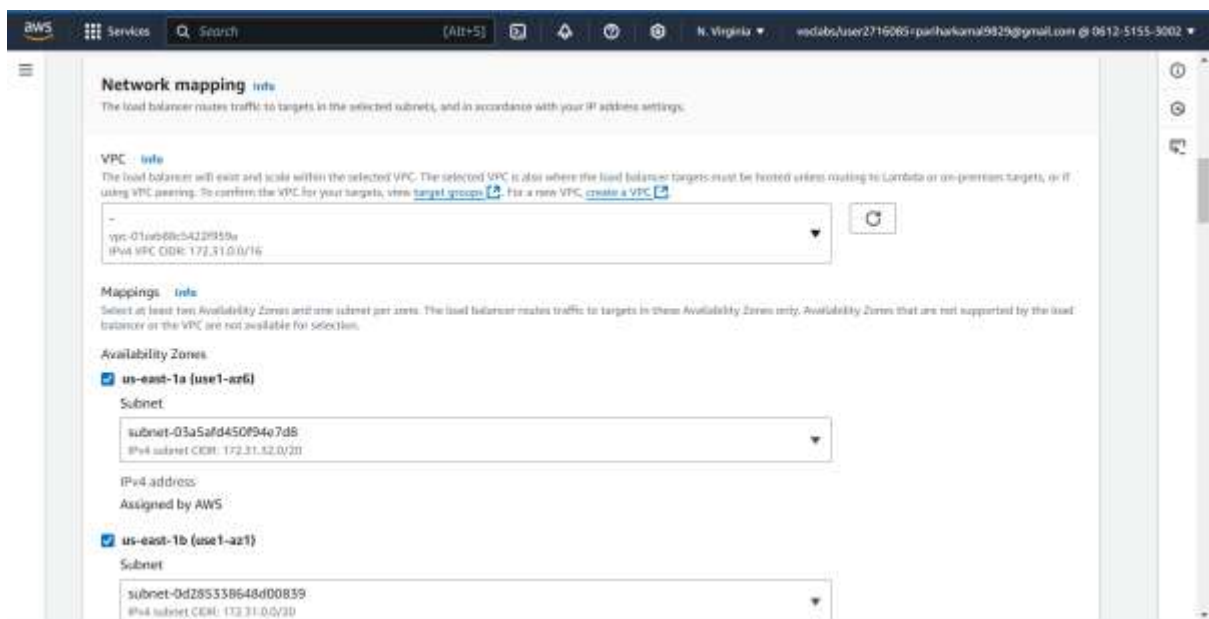 aws Services Search [Alt+S] N. Virginia voclabs/user2716085=pariharkamal9829@gmail.com @ 0612-5155-3002
Network mapping Info
The load balancer routes traffic to targets in the selected subnets, and in accordance with your IP address settings.
VPC Info
The load balancer will exist and scale within the selected VPC. The selected VPC is also where the load balancer targets must be hosted unless routing to Lambda or on-premises targets, or if
using VPC peering. To confirm the VPC for your targets, view target groups. For a new VPC, create a VPC.
-
IPv4 VPC CIDR: 172.31.0.0/16
Mappings Info
Select at least two Availability Zones and one subnet per zone. The load balancer routes traffic to targets in these Availability Zones only. Availability Zones that are not supported by the load
balancer or the VPC are not available for selection.
Availability Zones
us-east-1a (use1-az6)
Subnet
subnet-03a5afd450f94e7d8
IPv4 subnet CIDR: 172.31.32.0/20
IPv4 address
Assigned by AWS
us-east-1b (use1-az1)
Subnet
subnet-0d285338648d00839
IPv4 subnet CIDR: 172.31.0.0/20